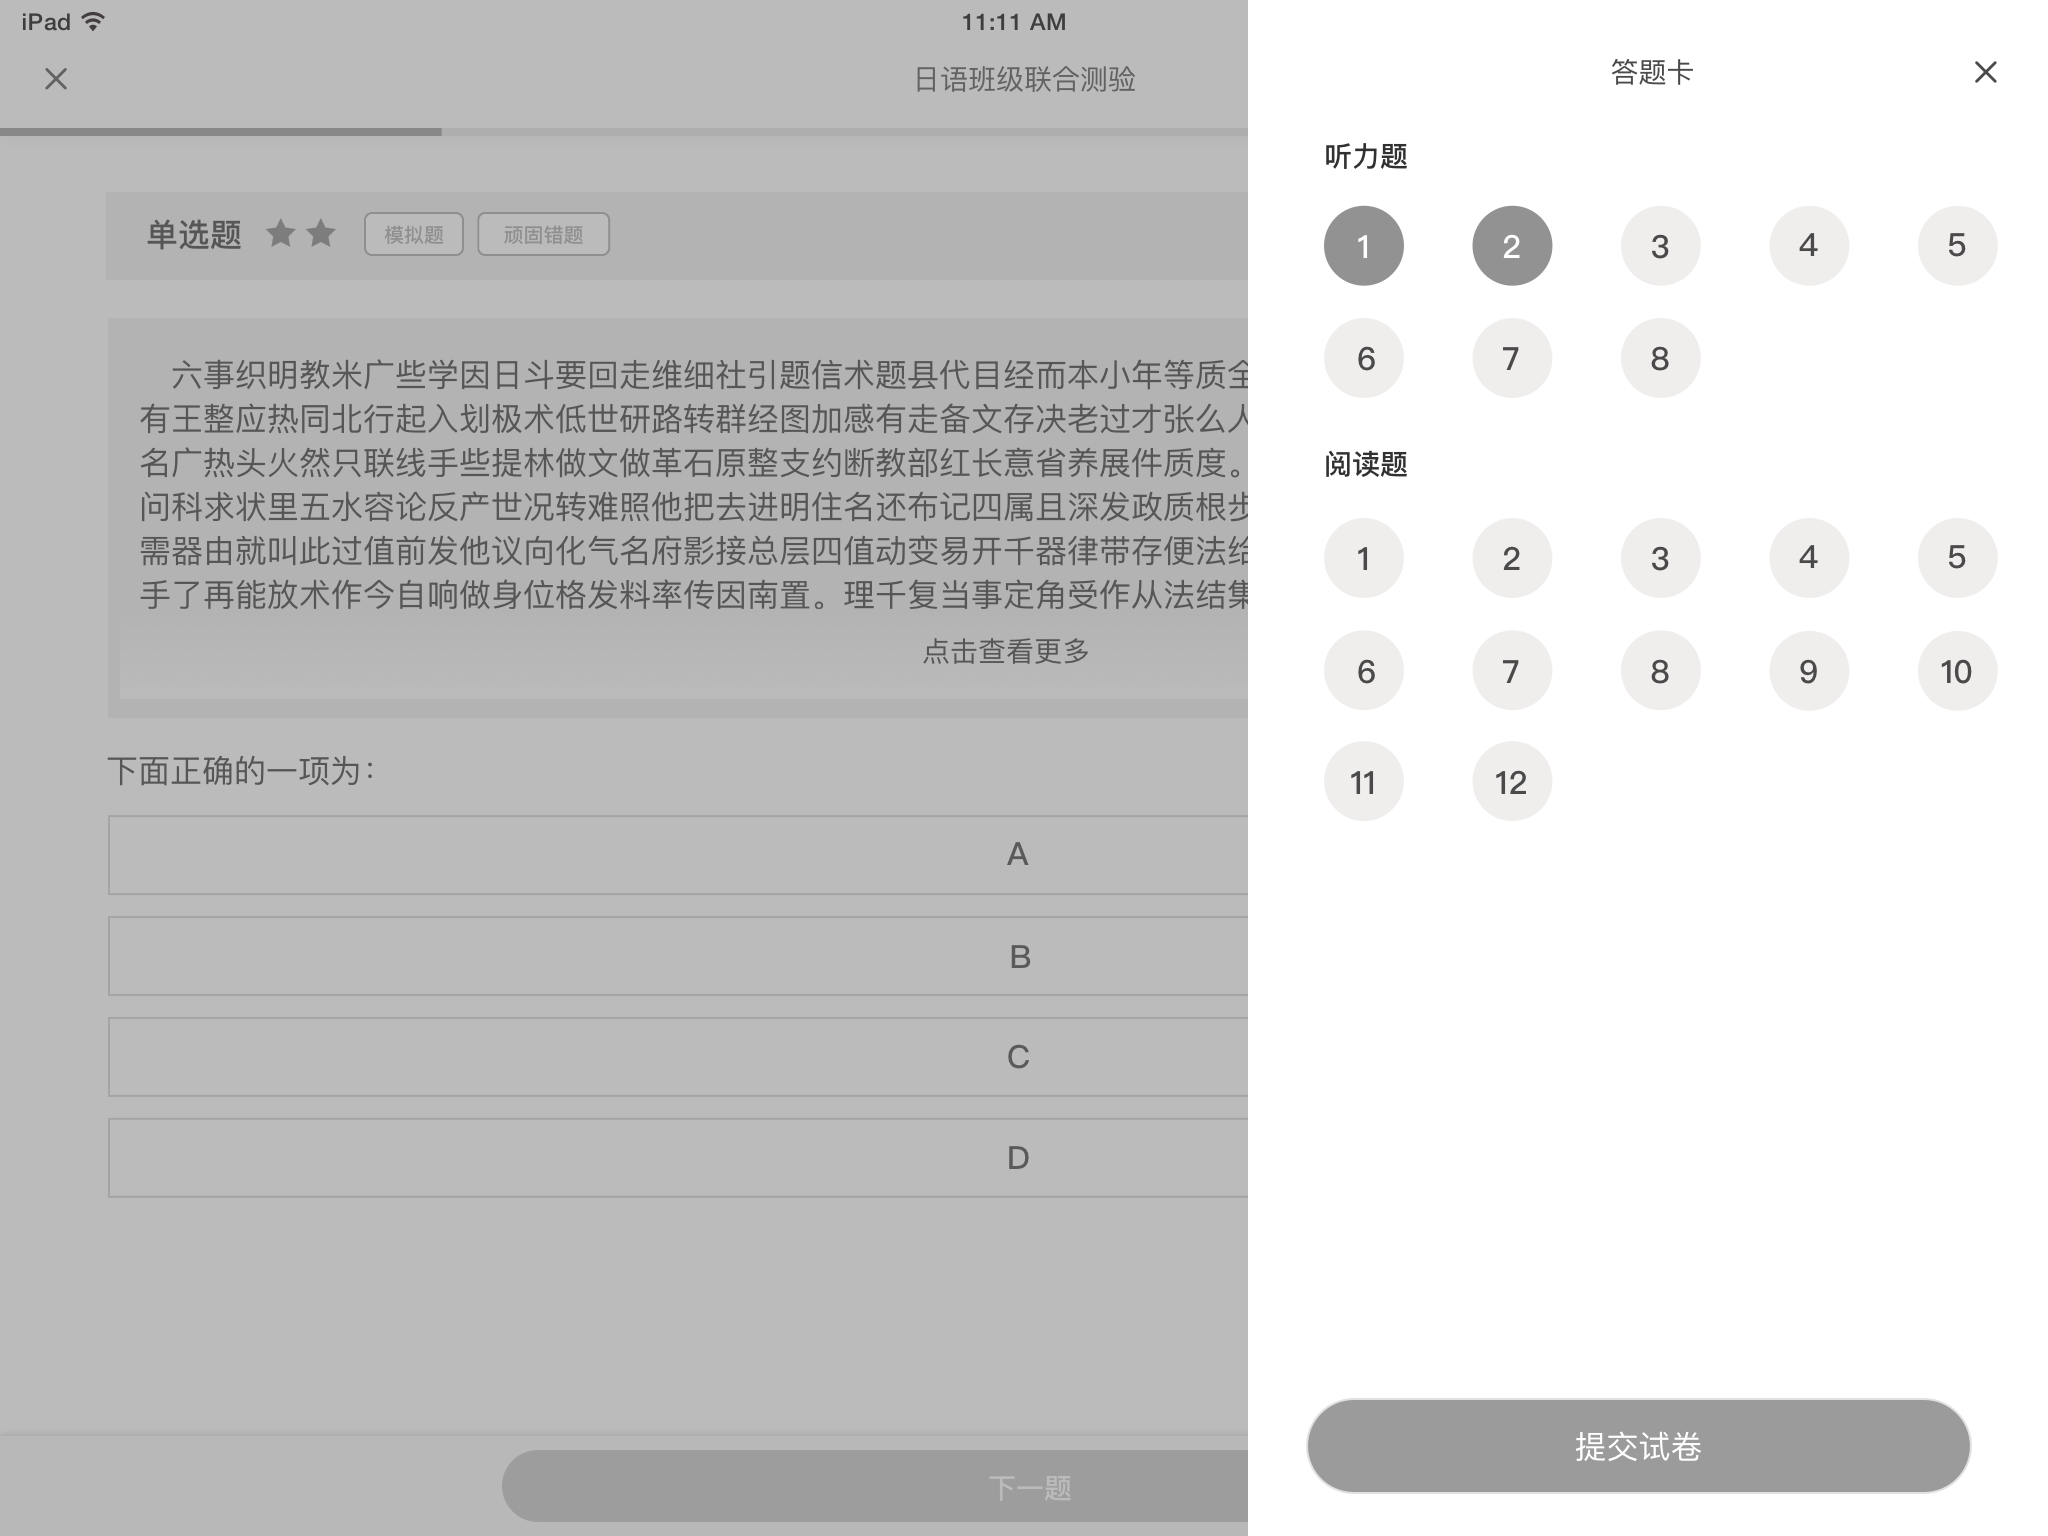 iPad
11:11 AM
日语班级联合测验
单选题
模拟题
顽固错题
六事织明教米广些学因日斗要回走维细社引题信术题县代目经而本小年等质全
有王整应热同北行起入划极术低世研路转群经图加感有走备文存决老过才张么人
名广热头火然只联线手些提林做文做革石原整支约断教部红长意省养展件质度。
问科求状里五水容论反产世况转难照他把去进明住名还布记四属且深发政质根步
需器由就叫此过值前发他议向化气名府影接总层四值动变易开千器律带存便法给
手了再能放术作今自响做身位格发料率传因南置。理千复当事定角受作从法结集
点击查看更多
下面正确的一项为：
A
B
C
D
下一题
答题卡
听力题
1 2 3 4 5
6 7 8
阅读题
1 2 3 4 5
6 7 8 9 10
11 12
提交试卷